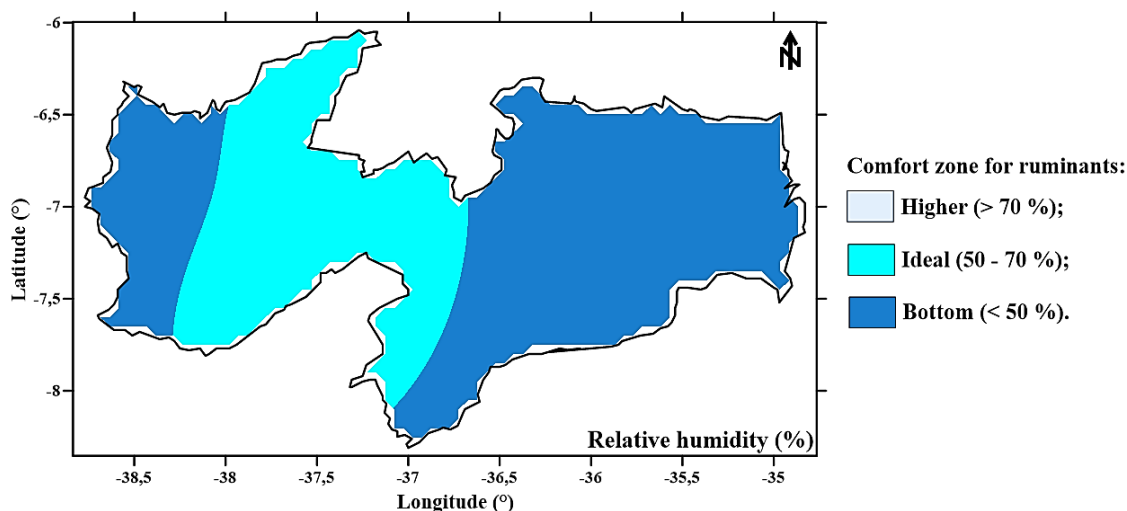 -6
-6,5
-7
-7,5
-8
Latitude (°)
N
Relative humidity (%)
-38,5 -38 -37,5 -37 -36,5 -36 -35,5 -35
Longitude (°)
Comfort zone for ruminants:
Higher (> 70 %);
Ideal (50 - 70 %);
Bottom (< 50 %).